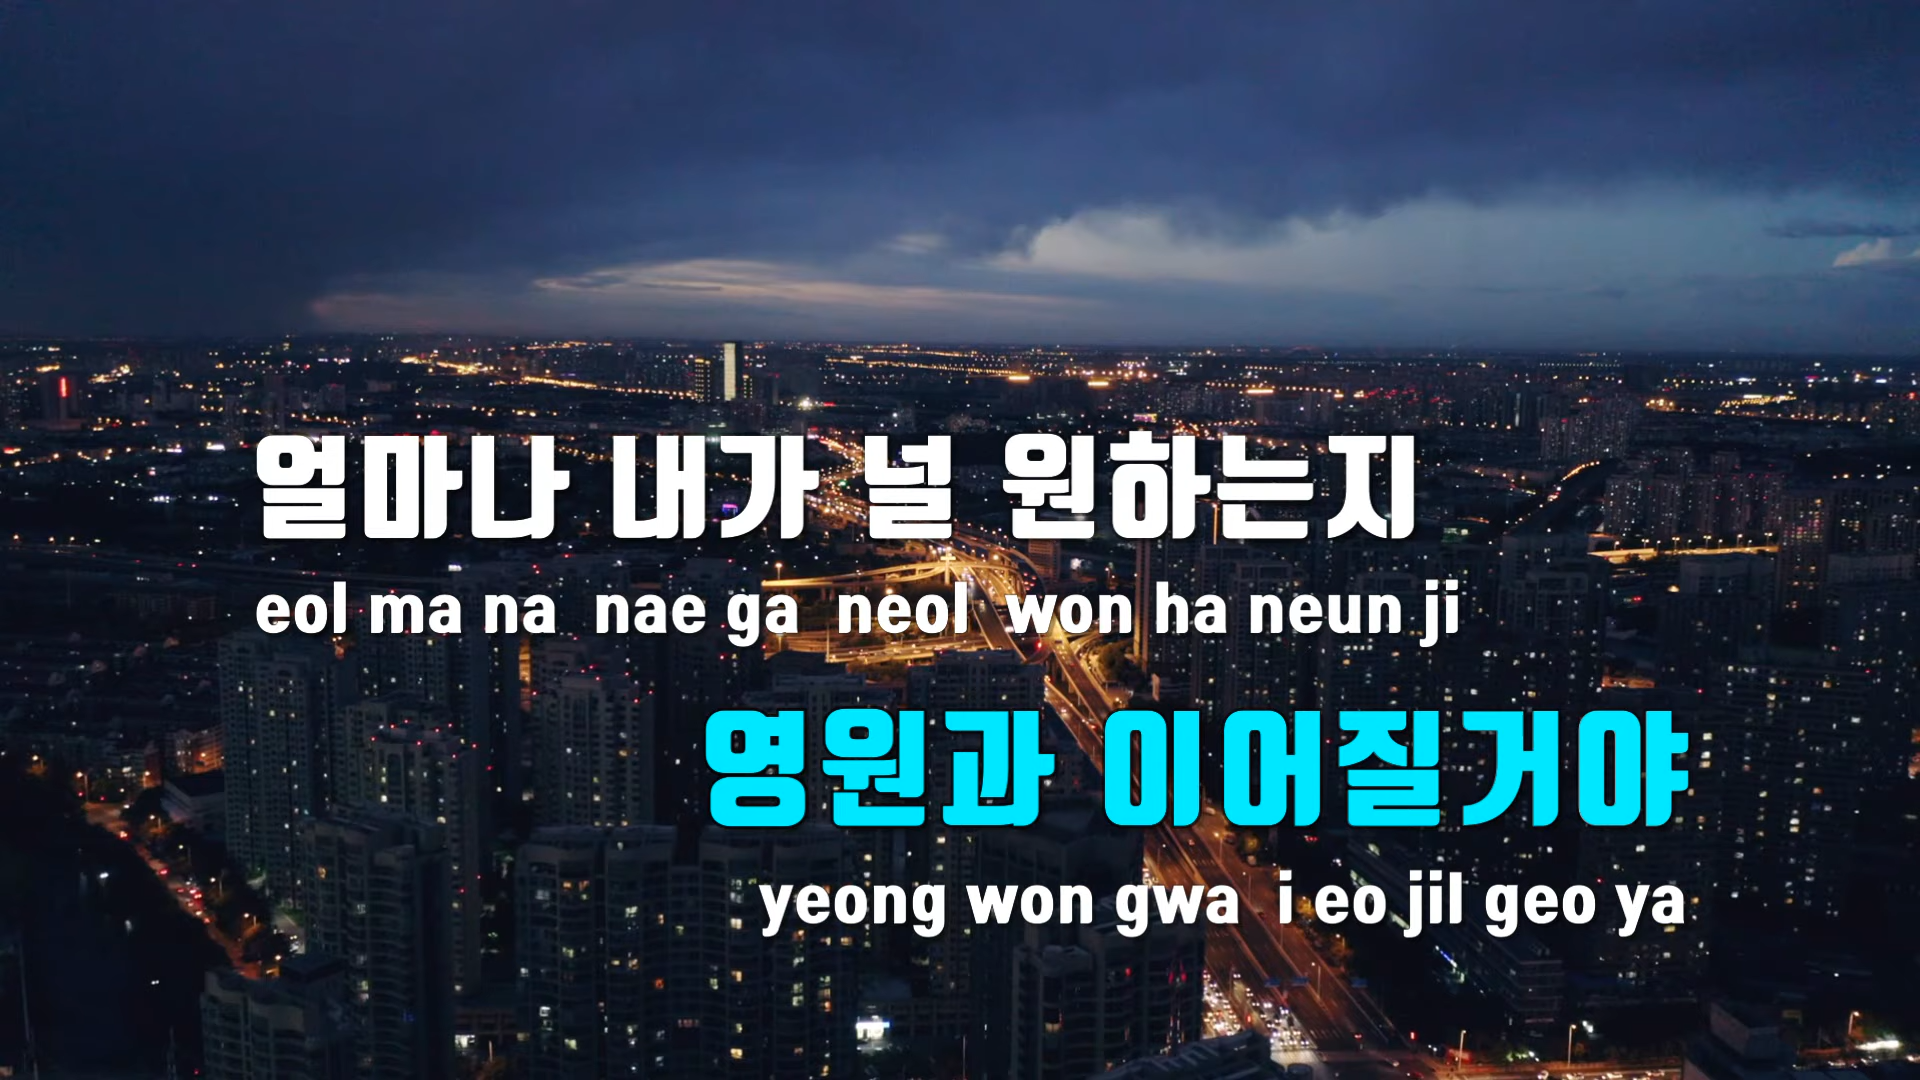 얼마나 내가 널 원하는지
eol ma na nae ga neol won ha neun ji
영원과 이어질거야
yeong won gwa i eo jil geo ya